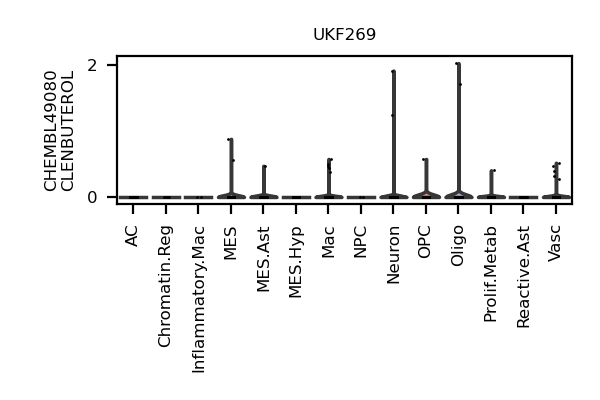 UKF269
CHEMBL49080
CLENBUTEROL
2
0
AC
Chromatin.Reg
Inflammatory.Mac
MES
MES.Ast
MES.Hyp
Mac
NPC
Neuron
OPC
Oligo
Prolif.Metab
Reactive.Ast
Vasc